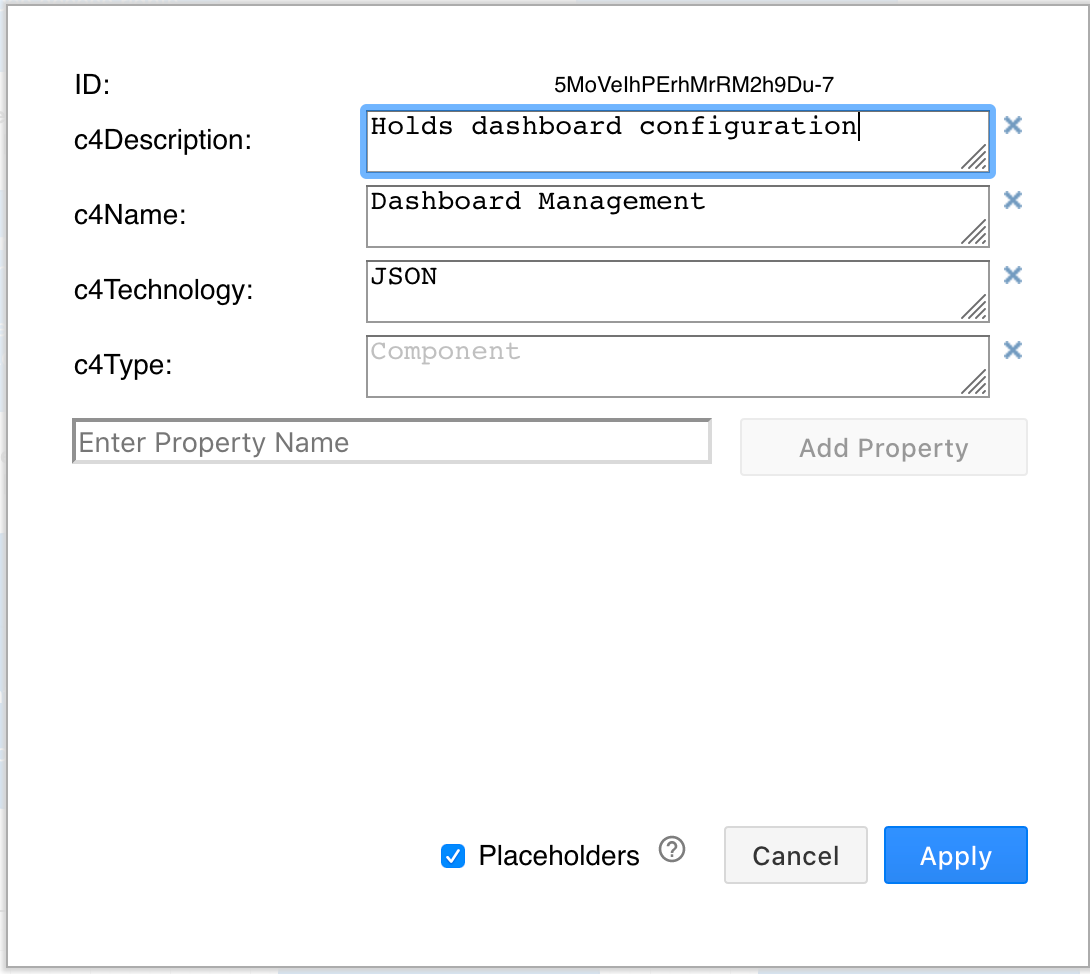 ID: 5MoVeIhPErhMrRM2h9Du-7
c4Description: Holds dashboard configuration
c4Name: Dashboard Management
c4Technology: JSON
c4Type: Component
Enter Property Name Add Property
Placeholders ? Cancel Apply